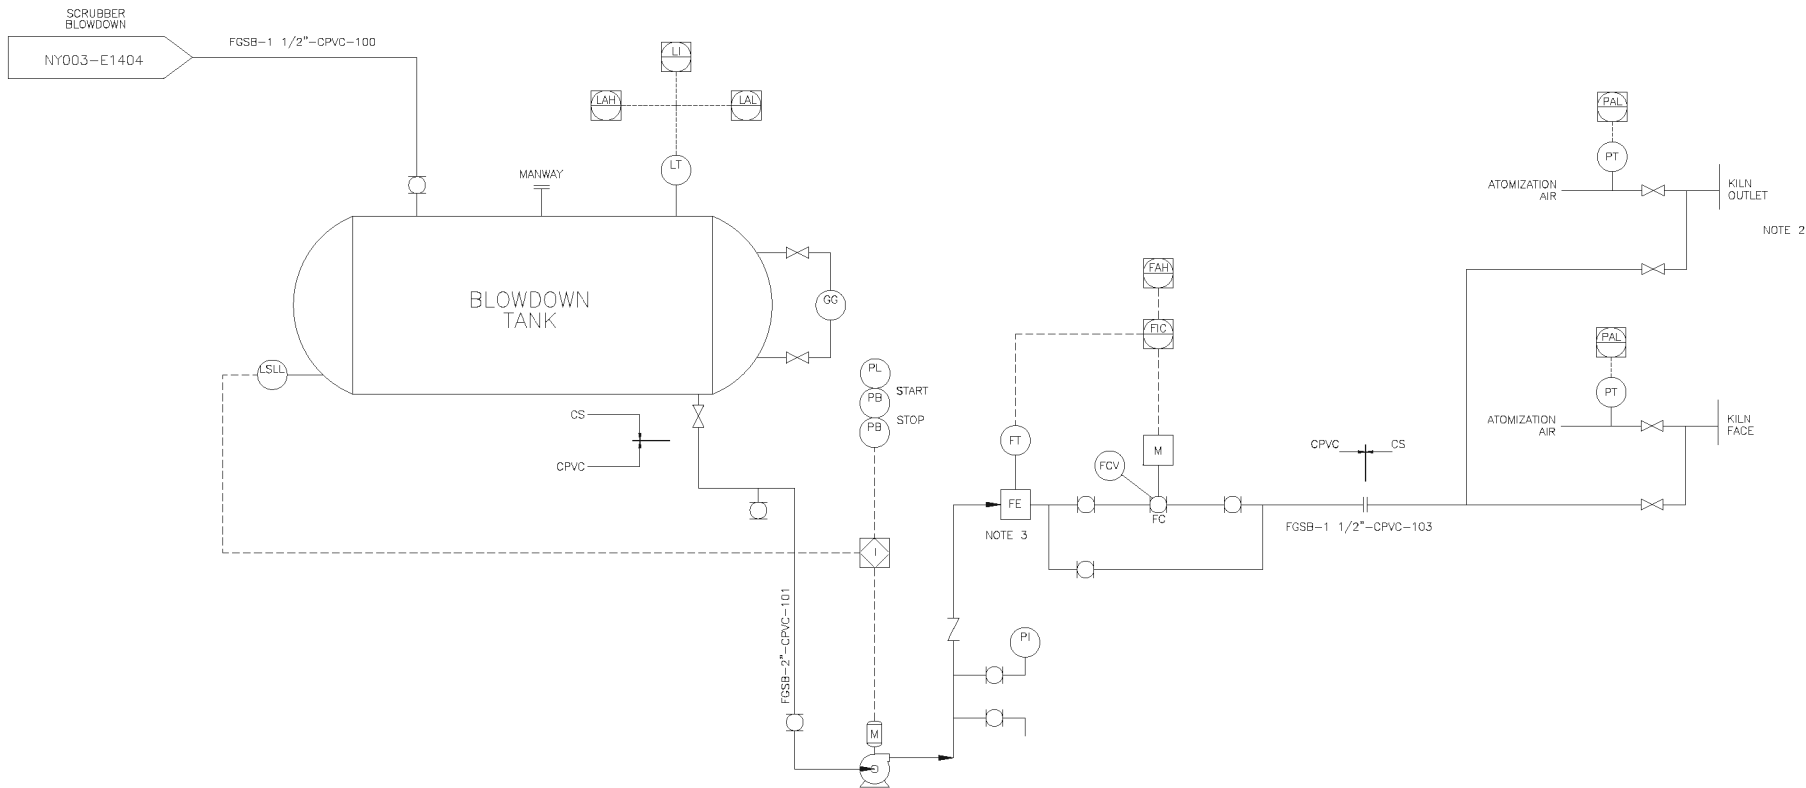 SCRUBBER
BLOWDOWN
NY003-E1404
FGSB-1 1/2"-CPVC-100
LI
LAH
LAL
LT
MANWAY
BLOWDOWN
TANK
GG
LSLL
CS
CPVC
PL
PB
START
PB
STOP
I
FGSB-2"-CPVC-101
M
PI
FE
NOTE 3
FT
FAH
FIC
M
FCV
FC
CPVC
CS
FGSB-1 1/2"-CPVC-103
PAL
PT
ATOMIZATION
AIR
KILN
OUTLET
NOTE 2
PAL
PT
ATOMIZATION
AIR
KILN
FACE